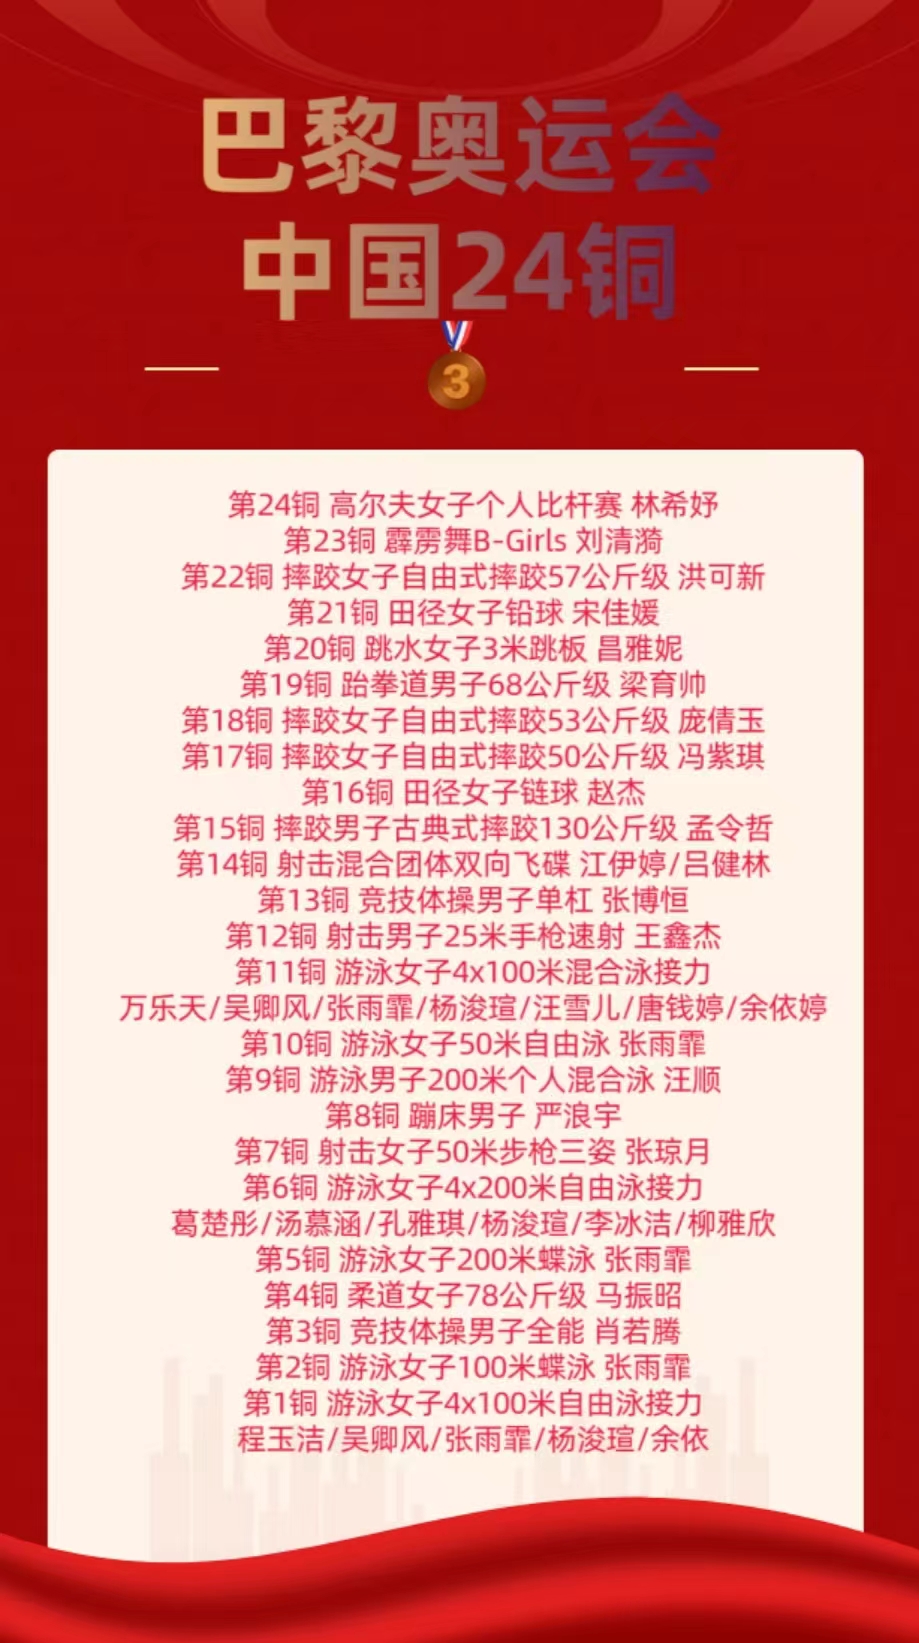 巴黎奥运会
中国24铜
3
第24铜 高尔夫女子个人比杆赛 林希妤
第23铜 霹雳舞B-Girls 刘清漪
第22铜 摔跤女子自由式摔跤57公斤级 洪可新
第21铜 田径女子铅球 宋佳媛
第20铜 跳水女子3米跳板 昌雅妮
第19铜 跆拳道男子68公斤级 梁育帅
第18铜 摔跤女子自由式摔跤53公斤级 庞倩玉
第17铜 摔跤女子自由式摔跤50公斤级 冯紫琪
第16铜 田径女子链球 赵杰
第15铜 摔跤男子古典式摔跤130公斤级 孟令哲
第14铜 射击混合团体双向飞碟 江伊婷/吕健林
第13铜 竞技体操男子单杠 张博恒
第12铜 射击男子25米手枪速射 王鑫杰
第11铜 游泳女子4x100米混合泳接力
万乐天/吴卿风/张雨霏/杨浚瑄/汪雪儿/唐钱婷/余依婷
第10铜 游泳女子50米自由泳 张雨霏
第9铜 游泳男子200米个人混合泳 汪顺
第8铜 蹦床男子 严浪宇
第7铜 射击女子50米步枪三姿 张琼月
第6铜 游泳女子4x200米自由泳接力
葛楚彤/汤慕涵/孔雅琪/杨浚瑄/李冰洁/柳雅欣
第5铜 游泳女子200米蝶泳 张雨霏
第4铜 柔道女子78公斤级 马振昭
第3铜 竞技体操男子全能 肖若腾
第2铜 游泳女子100米蝶泳 张雨霏
第1铜 游泳女子4x100米自由泳接力
程玉洁/吴卿风/张雨霏/杨浚瑄/余依